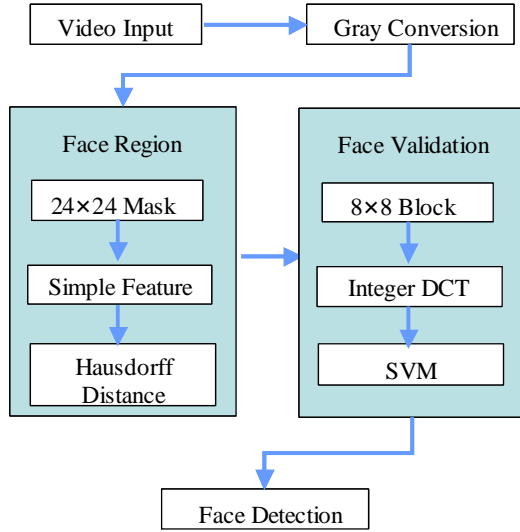 Video Input
Gray Conversion
Face Region
24×24 Mask
Simple Feature
Hausdorff
Distance
Face Validation
8×8 Block
Integer DCT
SVM
Face Detection